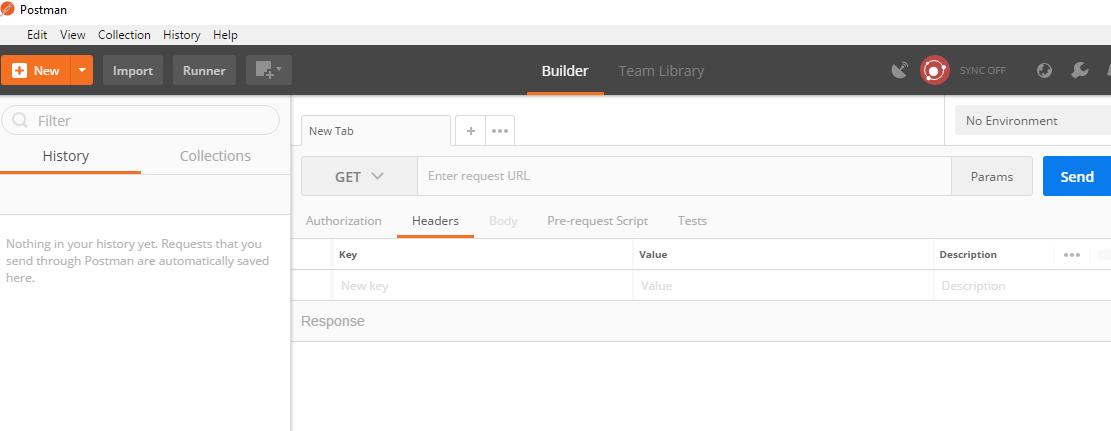 Postman
Edit View Collection History Help
New Import Runner Builder Team Library SYNC OFF
Filter
History Collections
Nothing in your history yet. Requests that you
send through Postman are automatically saved
here.
New Tab + No Environment
GET Enter request URL Params Send
Authorization Headers Body Pre-request Script Tests
Key Value Description
New key Value Description
Response